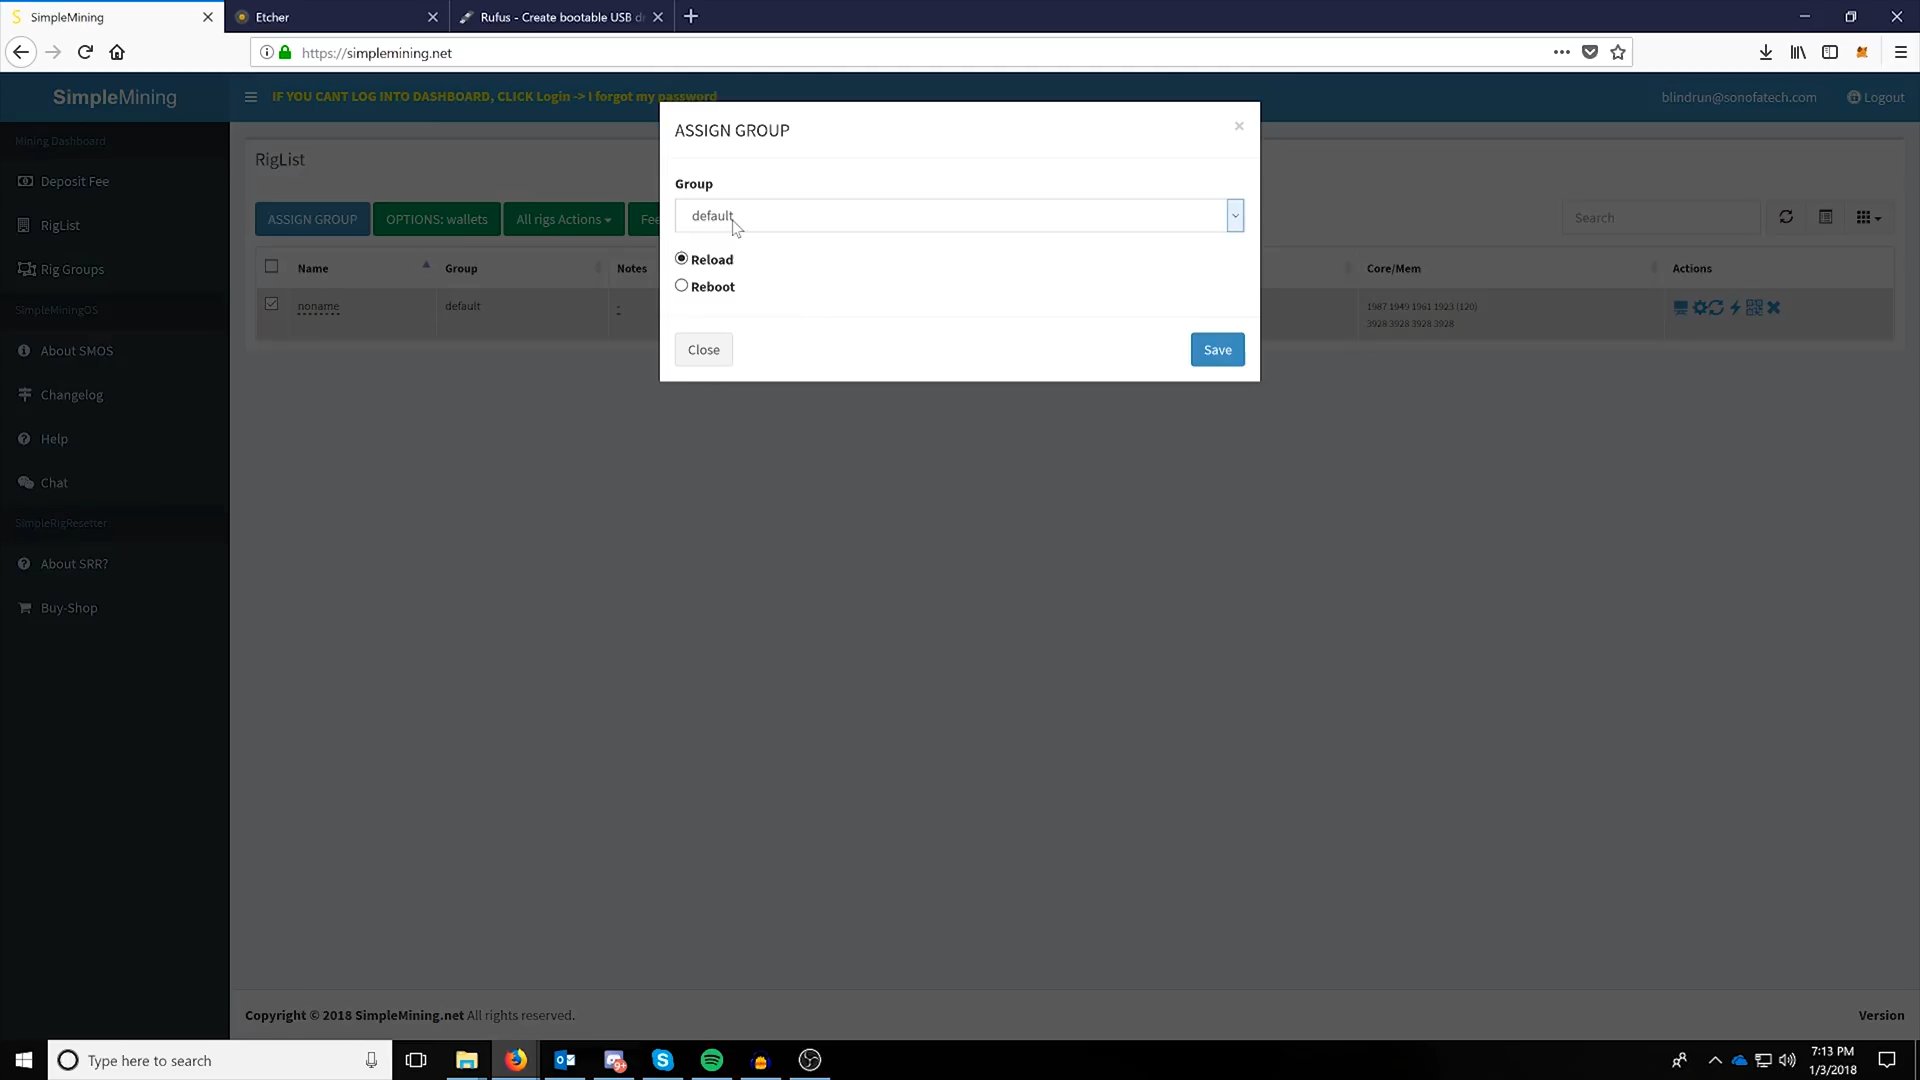 SimpleMining
Etcher
Rufus - Create bootable USB d
https://simplemining.net
SimpleMining
IF YOU CANT LOG INTO DASHBOARD, CLICK Login -> I forgot my password
blindrun@sonofatech.com
Logout
Mining Dashboard
Deposit Fee
RigList
Rig Groups
SimpleMiningOS
About SMOS
Changelog
Help
Chat
SimpleRigResetter
About SRR?
Buy-Shop
RigList
ASSIGN GROUP
OPTIONS: wallets
All rigs Actions
Fee
Search
Name
Group
Notes
Core/Mem
Actions
noname
default
-
1987 1949 1961 1923 (120)
3928 3928 3928 3928
ASSIGN GROUP
×
Group
default
Reload
Reboot
Close
Save
Copyright © 2018 SimpleMining.net All rights reserved.
Version
Type here to search
9+
7:13 PM
1/3/2018